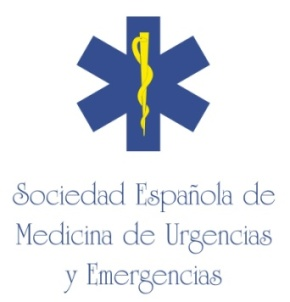 Sociedad Española de
Medicina de Urgencias
y Emergencias